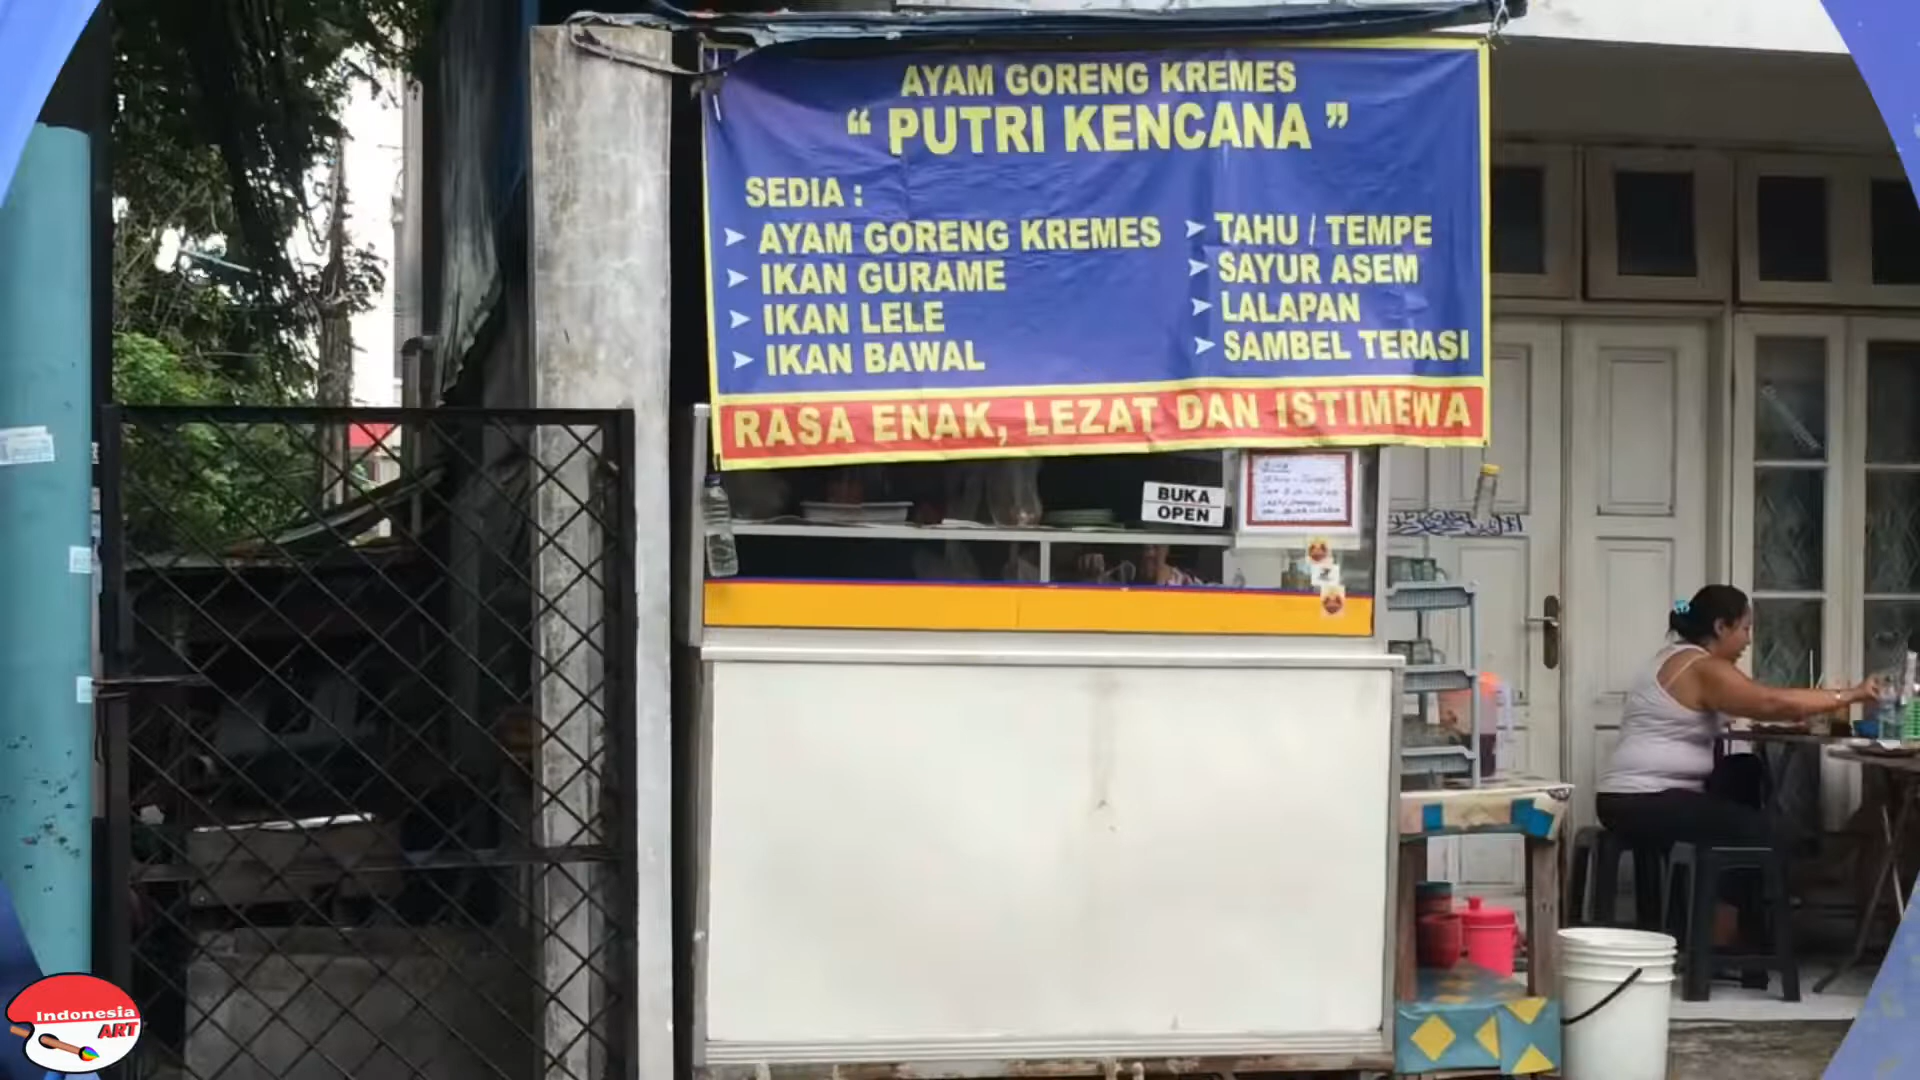 AYAM GORENG KREMES
“ PUTRI KENCANA ”
SEDIA :
➤ AYAM GORENG KREMES
➤ IKAN GURAME
➤ IKAN LELE
➤ IKAN BAWAL
➤ TAHU / TEMPE
➤ SAYUR ASEM
➤ LALAPAN
➤ SAMBEL TERASI
RASA ENAK, LEZAT DAN ISTIMEWA
BUKA
OPEN
Indonesia
ART